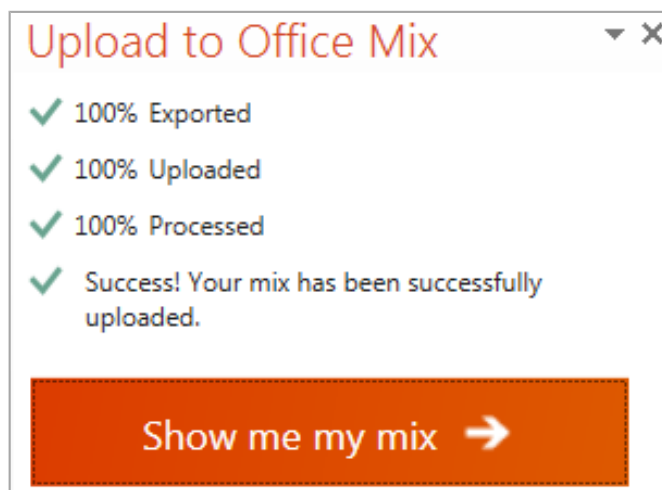 Upload to Office Mix
100% Exported
100% Uploaded
100% Processed
Success! Your mix has been successfully
uploaded.
Show me my mix